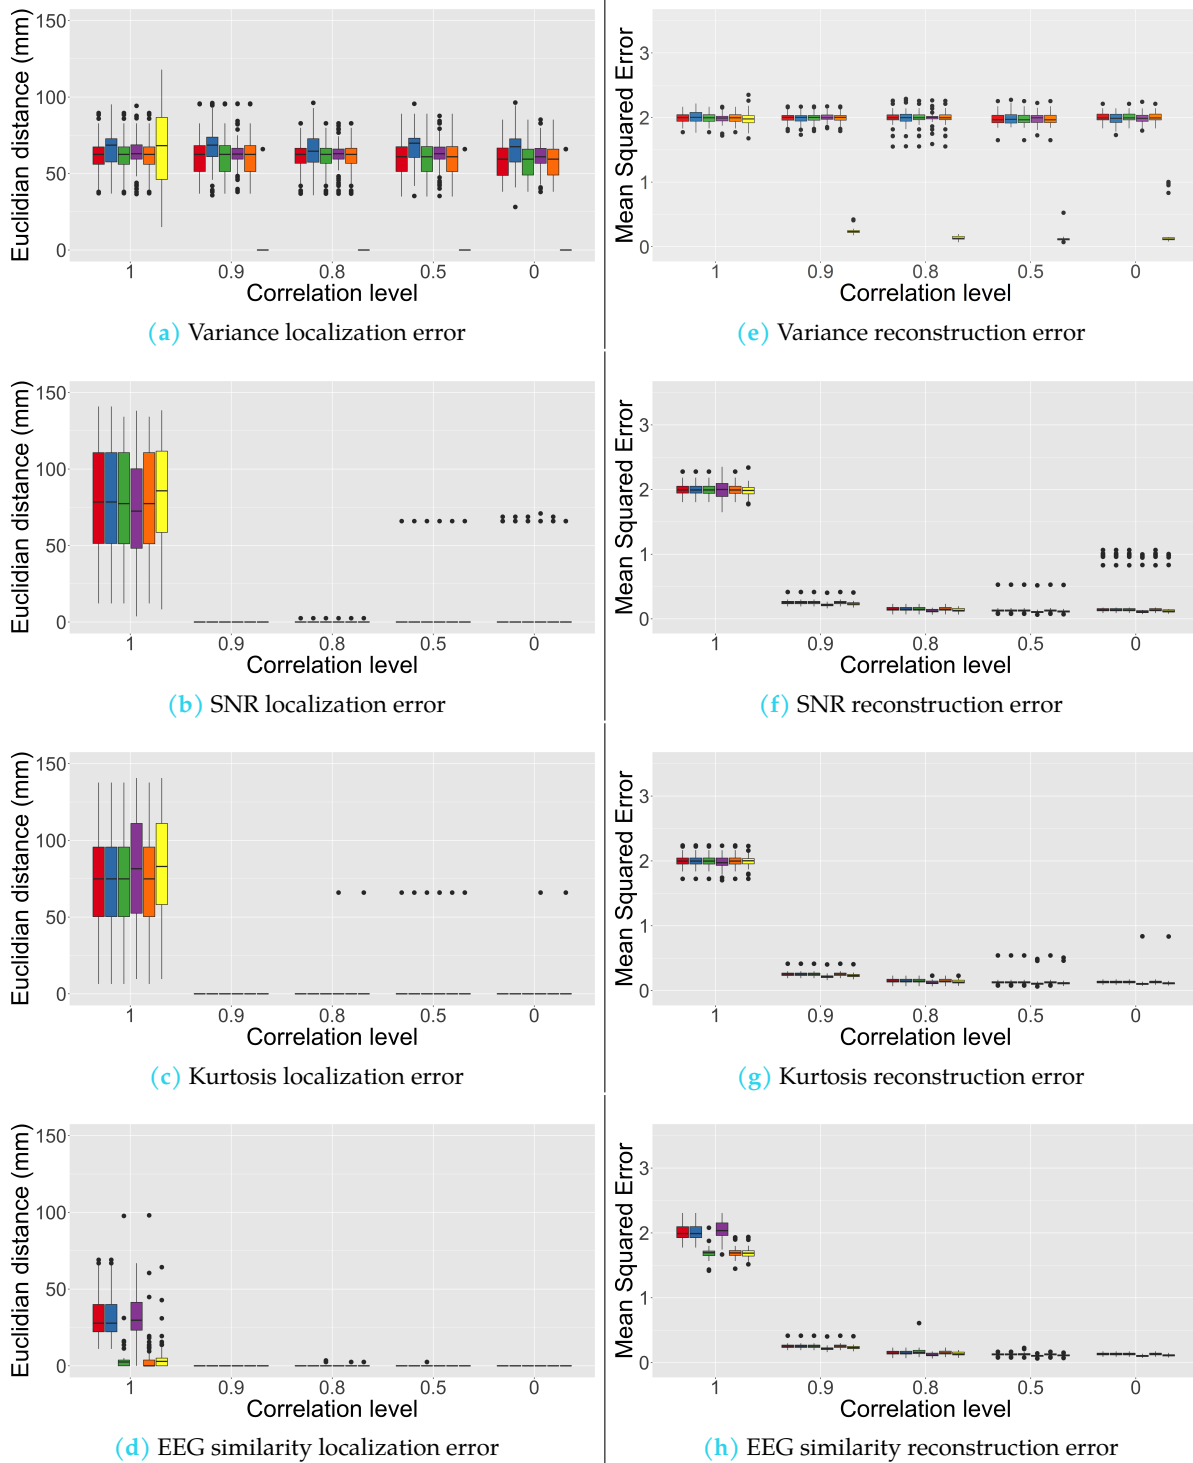 Euclidian distance (mm)
150
100
50
0
1 0.9 0.8 0.5 0
Correlation level
(a) Variance localization error
Mean Squared Error
3
2
1
0
1 0.9 0.8 0.5 0
Correlation level
(e) Variance reconstruction error
Euclidian distance (mm)
150
100
50
0
1 0.9 0.8 0.5 0
Correlation level
(b) SNR localization error
Mean Squared Error
3
2
1
0
1 0.9 0.8 0.5 0
Correlation level
(f) SNR reconstruction error
Euclidian distance (mm)
150
100
50
0
1 0.9 0.8 0.5 0
Correlation level
(c) Kurtosis localization error
Mean Squared Error
3
2
1
0
1 0.9 0.8 0.5 0
Correlation level
(g) Kurtosis reconstruction error
Euclidian distance (mm)
150
100
50
0
1 0.9 0.8 0.5 0
Correlation level
(d) EEG similarity localization error
Mean Squared Error
3
2
1
0
1 0.9 0.8 0.5 0
Correlation level
(h) EEG similarity reconstruction error